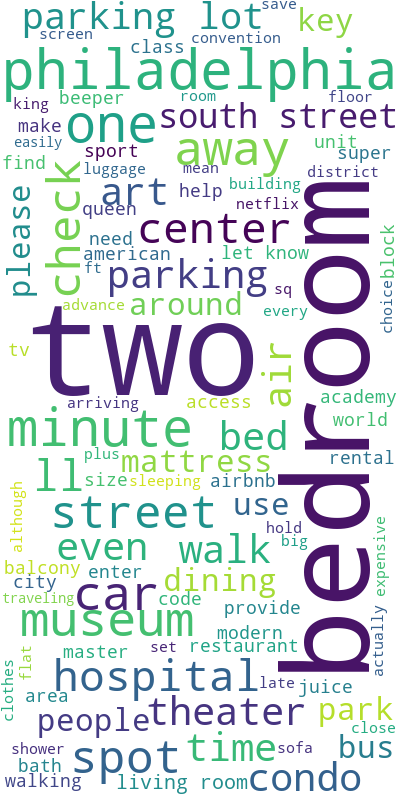 save
parking lot key
screen class convention
philadelphia
king beeper room floor
make one south street
find sport away unit super
easily luggage mean
please check art help building district
queen netflix
need center block
american let know
ft parking sq choice
advance around every
two bedroom
tv air
arriving access academy
minute bed world
plus mattress rental
ll size sleeping airbnb
although street use hold big expensive
even walk
balcony enter dining
city car code
traveling museum provide actually
modern
flat set restaurant
master late
clothes hospital juice
area people theater park
close
shower spot time sofa bus
bath
walking living room condo